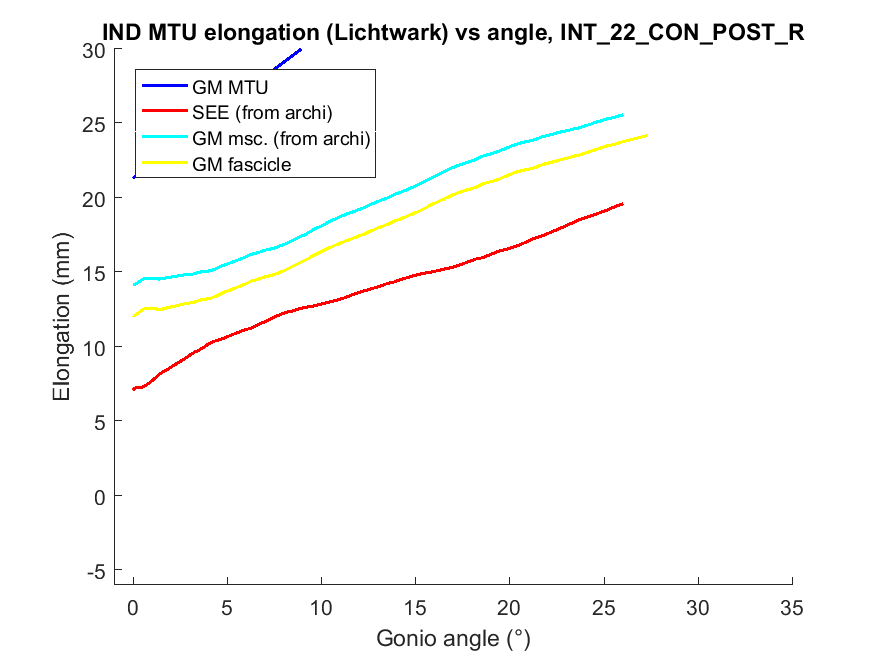 IND MTU elongation (Lichtwark) vs angle, INT_22_CON_POST_R
30
25
20
15
10
5
0
-5
Elongation (mm)
GM MTU
SEE (from archi)
GM msc. (from archi)
GM fascicle
0 5 10 15 20 25 30 35
Gonio angle (°)